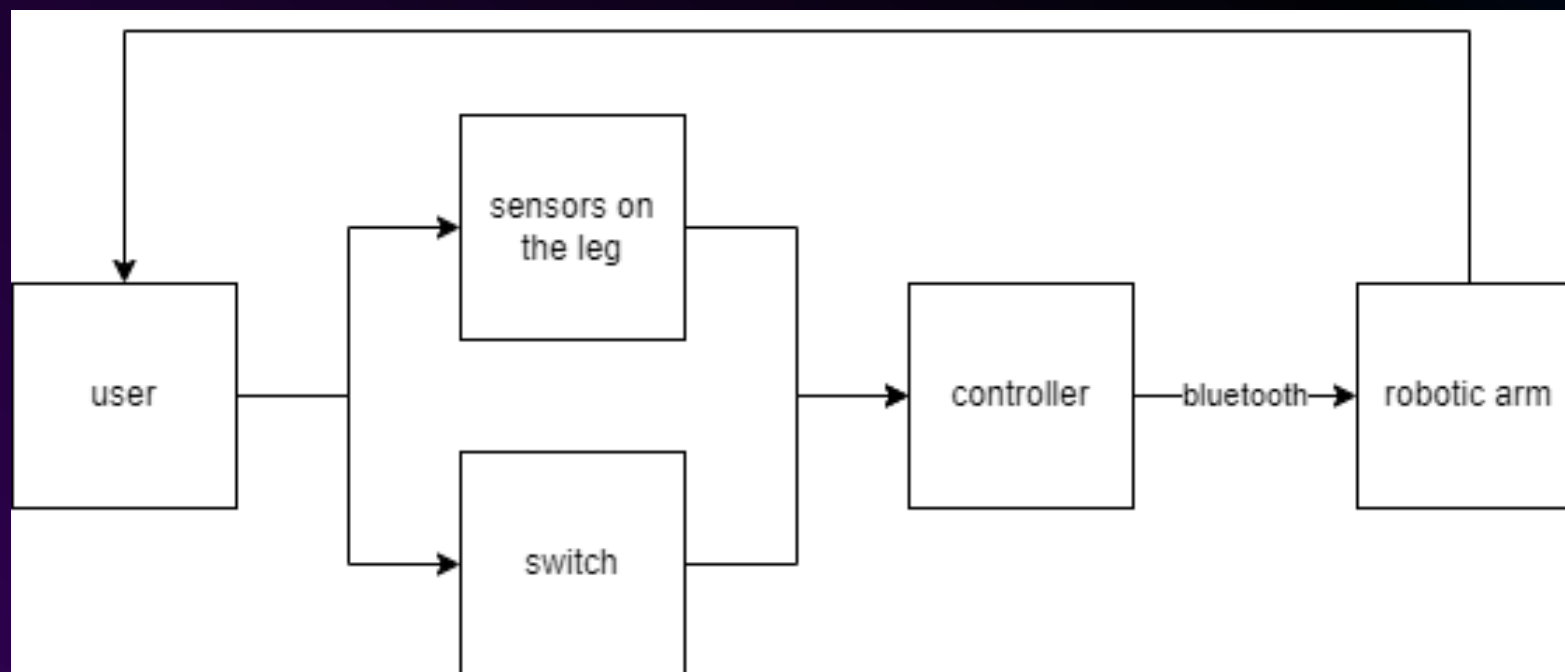 sensors on
the leg
user
controller
bluetooth
robotic arm
switch